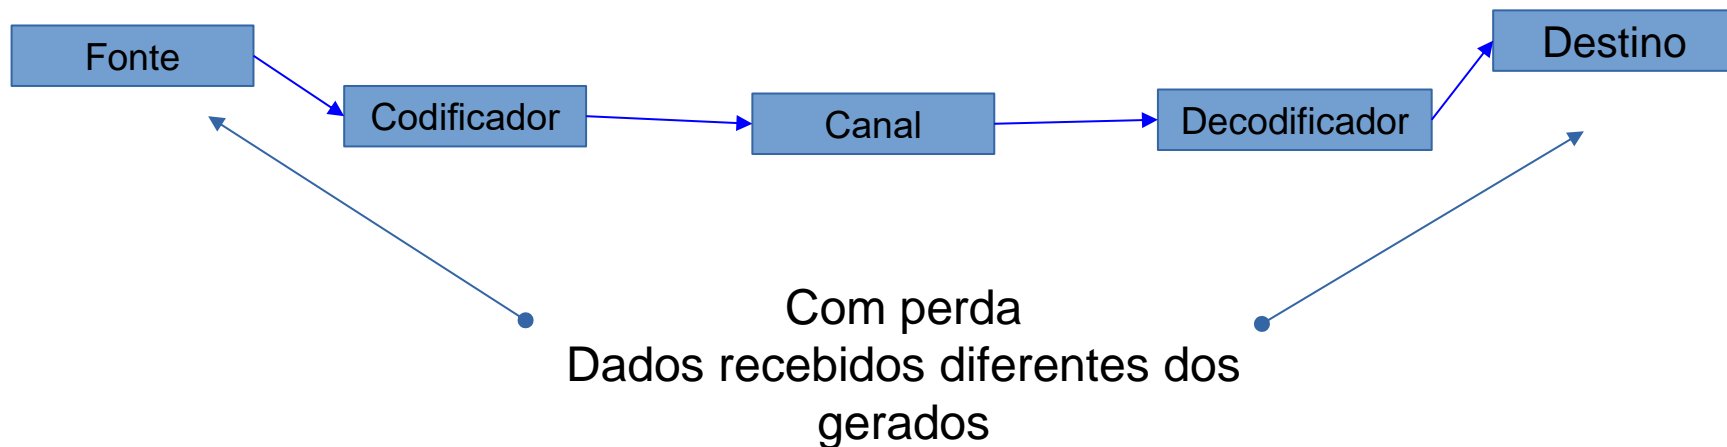 Fonte
Codificador
Canal
Decodificador
Destino
Com perda
Dados recebidos diferentes dos
gerados